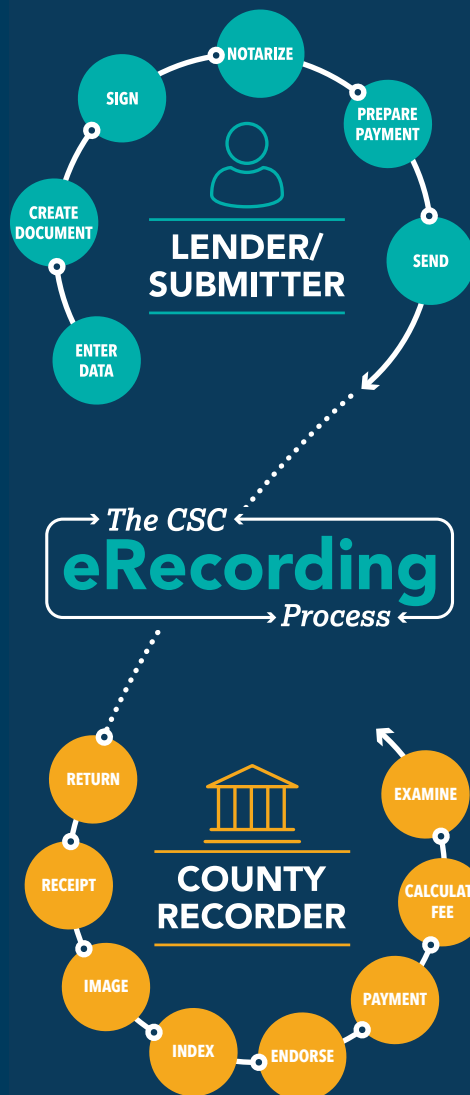 ENTER
DATA
CREATE
DOCUMENT
SIGN
NOTARIZE
PREPARE
PAYMENT
SEND
LENDER/
SUBMITTER
The CSC
eRecording
Process
COUNTY
RECORDER
EXAMINE
CALCULAT
FEE
PAYMENT
ENDORSE
INDEX
IMAGE
RECEIPT
RETURN